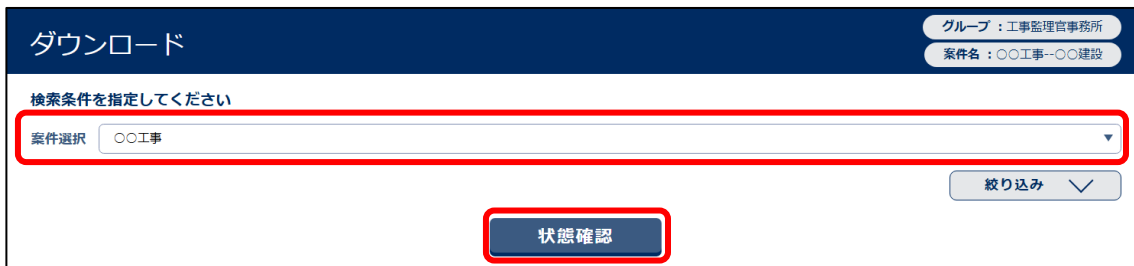 ダウンロード
グループ : 工事監理官事務所
案件名 : ○○工事--○○建設
検索条件を指定してください
案件選択 ○○工事
絞り込み
状態確認